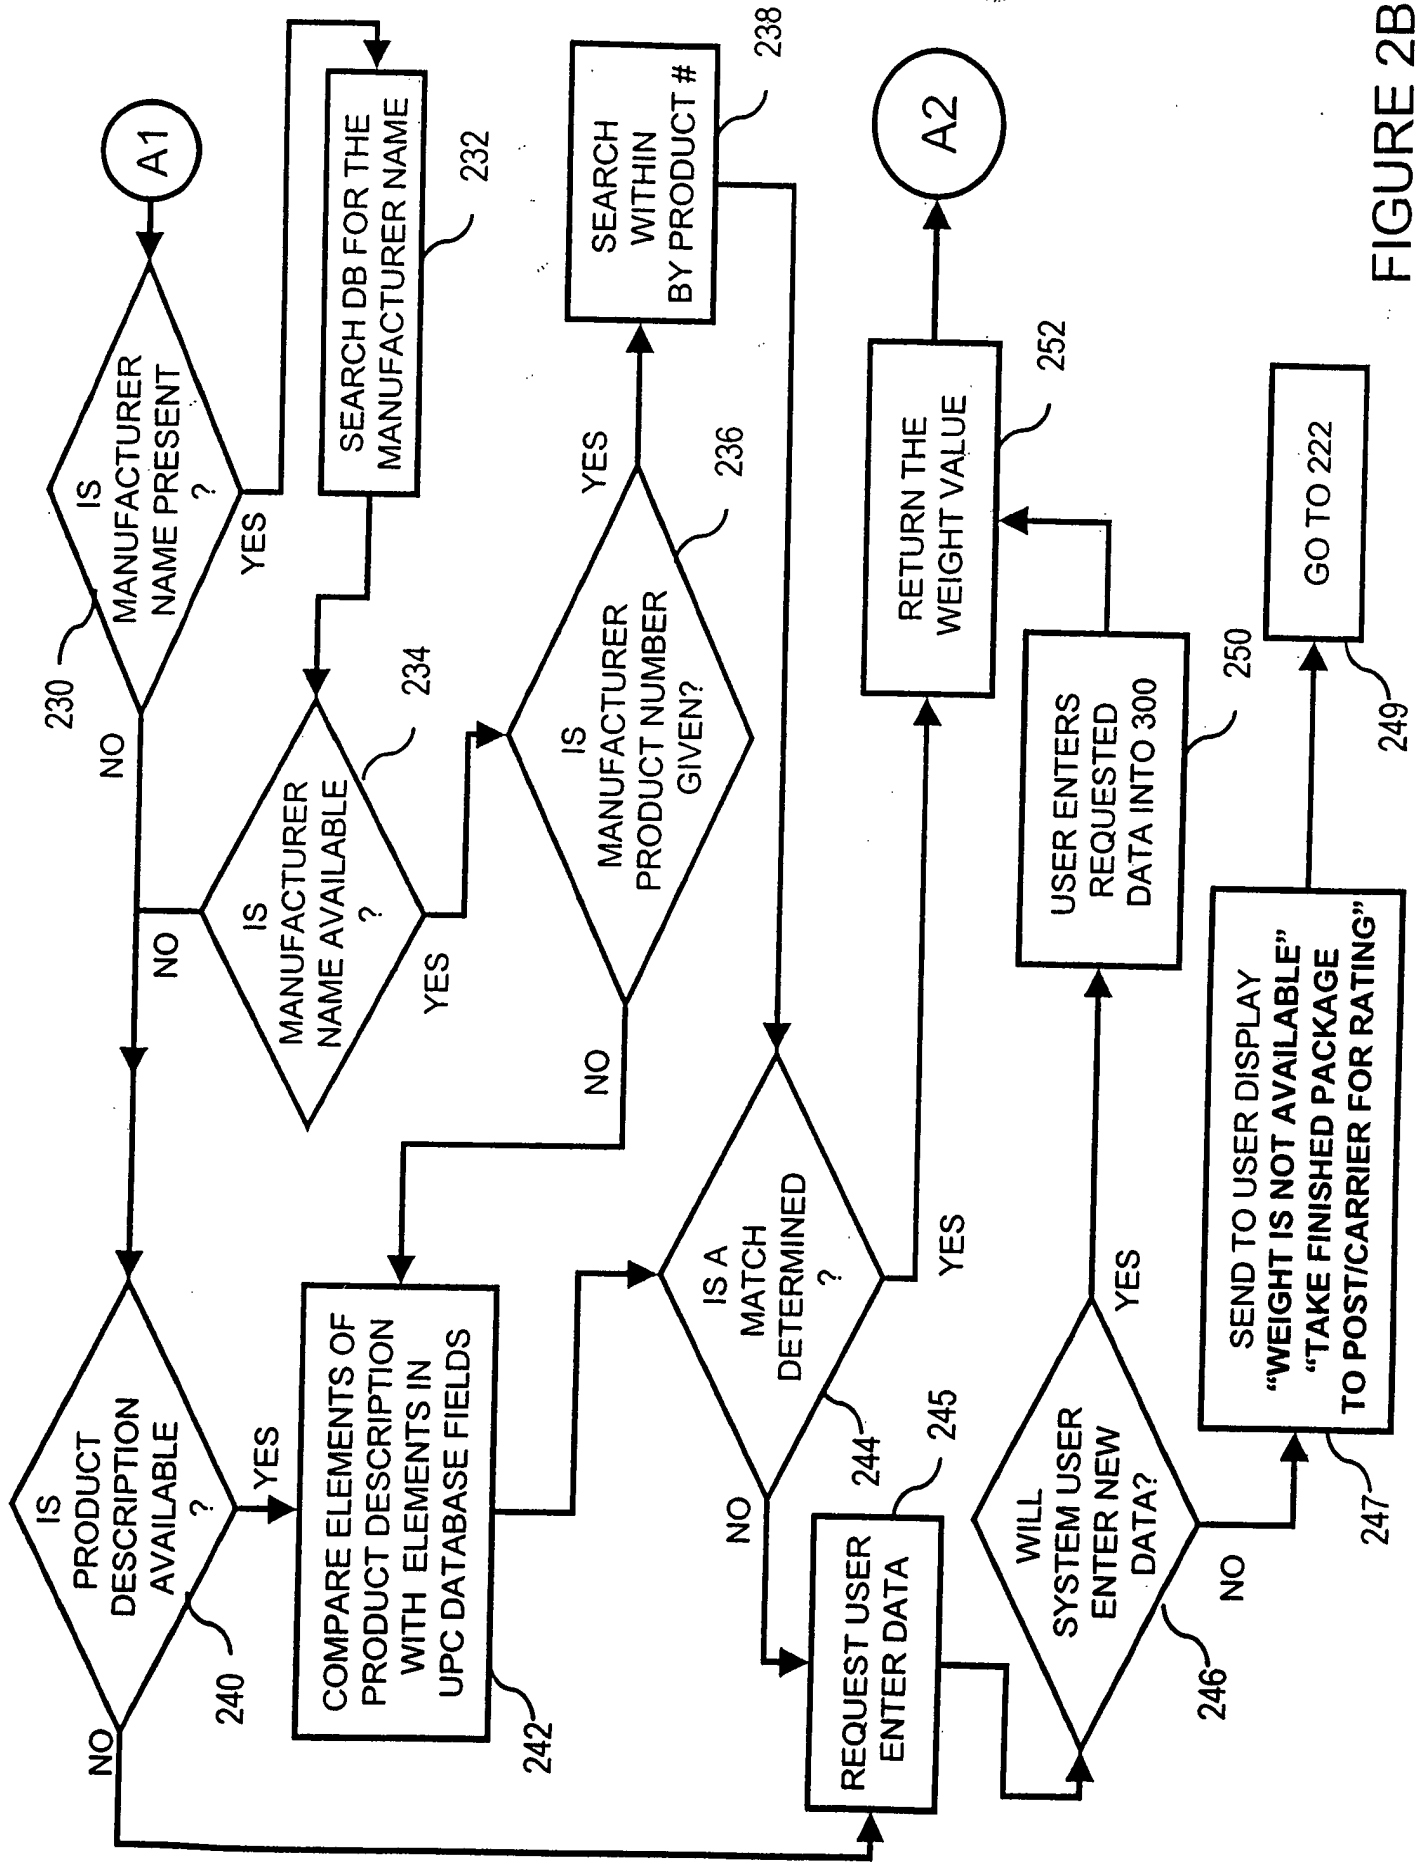 A1
IS
MANUFACTURER
NAME PRESENT
?
230
NO
YES
SEARCH DB FOR THE
MANUFACTURER NAME
232
IS
MANUFACTURER
NAME AVAILABLE
?
234
NO
YES
IS
MANUFACTURER
PRODUCT NUMBER
GIVEN?
236
YES
NO
SEARCH
WITHIN
BY PRODUCT #
238
IS
PRODUCT
DESCRIPTION
AVAILABLE
?
240
NO
YES
COMPARE ELEMENTS OF
PRODUCT DESCRIPTION
WITH ELEMENTS IN
UPC DATABASE FIELDS
242
IS A
MATCH
DETERMINED
?
244
NO
YES
REQUEST USER
ENTER DATA
245
WILL
SYSTEM USER
ENTER NEW
DATA?
246
YES
NO
USER ENTERS
REQUESTED
DATA INTO 300
250
RETURN THE
WEIGHT VALUE
252
A2
SEND TO USER DISPLAY
“WEIGHT IS NOT AVAILABLE”
“TAKE FINISHED PACKAGE
TO POST/CARRIER FOR RATING”
247
GO TO 222
249
FIGURE 2B